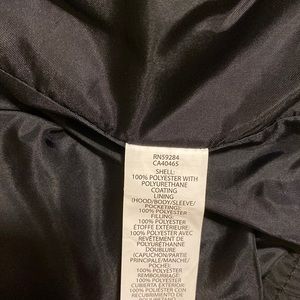 RN59284
CA40465
SHELL:
100% POLYESTER WITH
POLYURETHANE
COATING
LINING
(HOOD/BODY/SLEEVE/
POCKETING):
100% POLYESTER
FILLING:
100% POLYESTER
ÉTOFFE EXTÉRIEURE:
100% POLYESTER AVEC
REVÊTEMENT DE
POLYURÉTHANE
DOUBLURE
(CAPUCHON/PARTIE
PRINCIPALE/MANCHE/
POCHE):
100% POLYESTER
REMBOURRAGE:
100% POLYESTER
CUBIERTA EXTERIOR:
100% POLIESTER CON
RECUBRIMIENTO DE